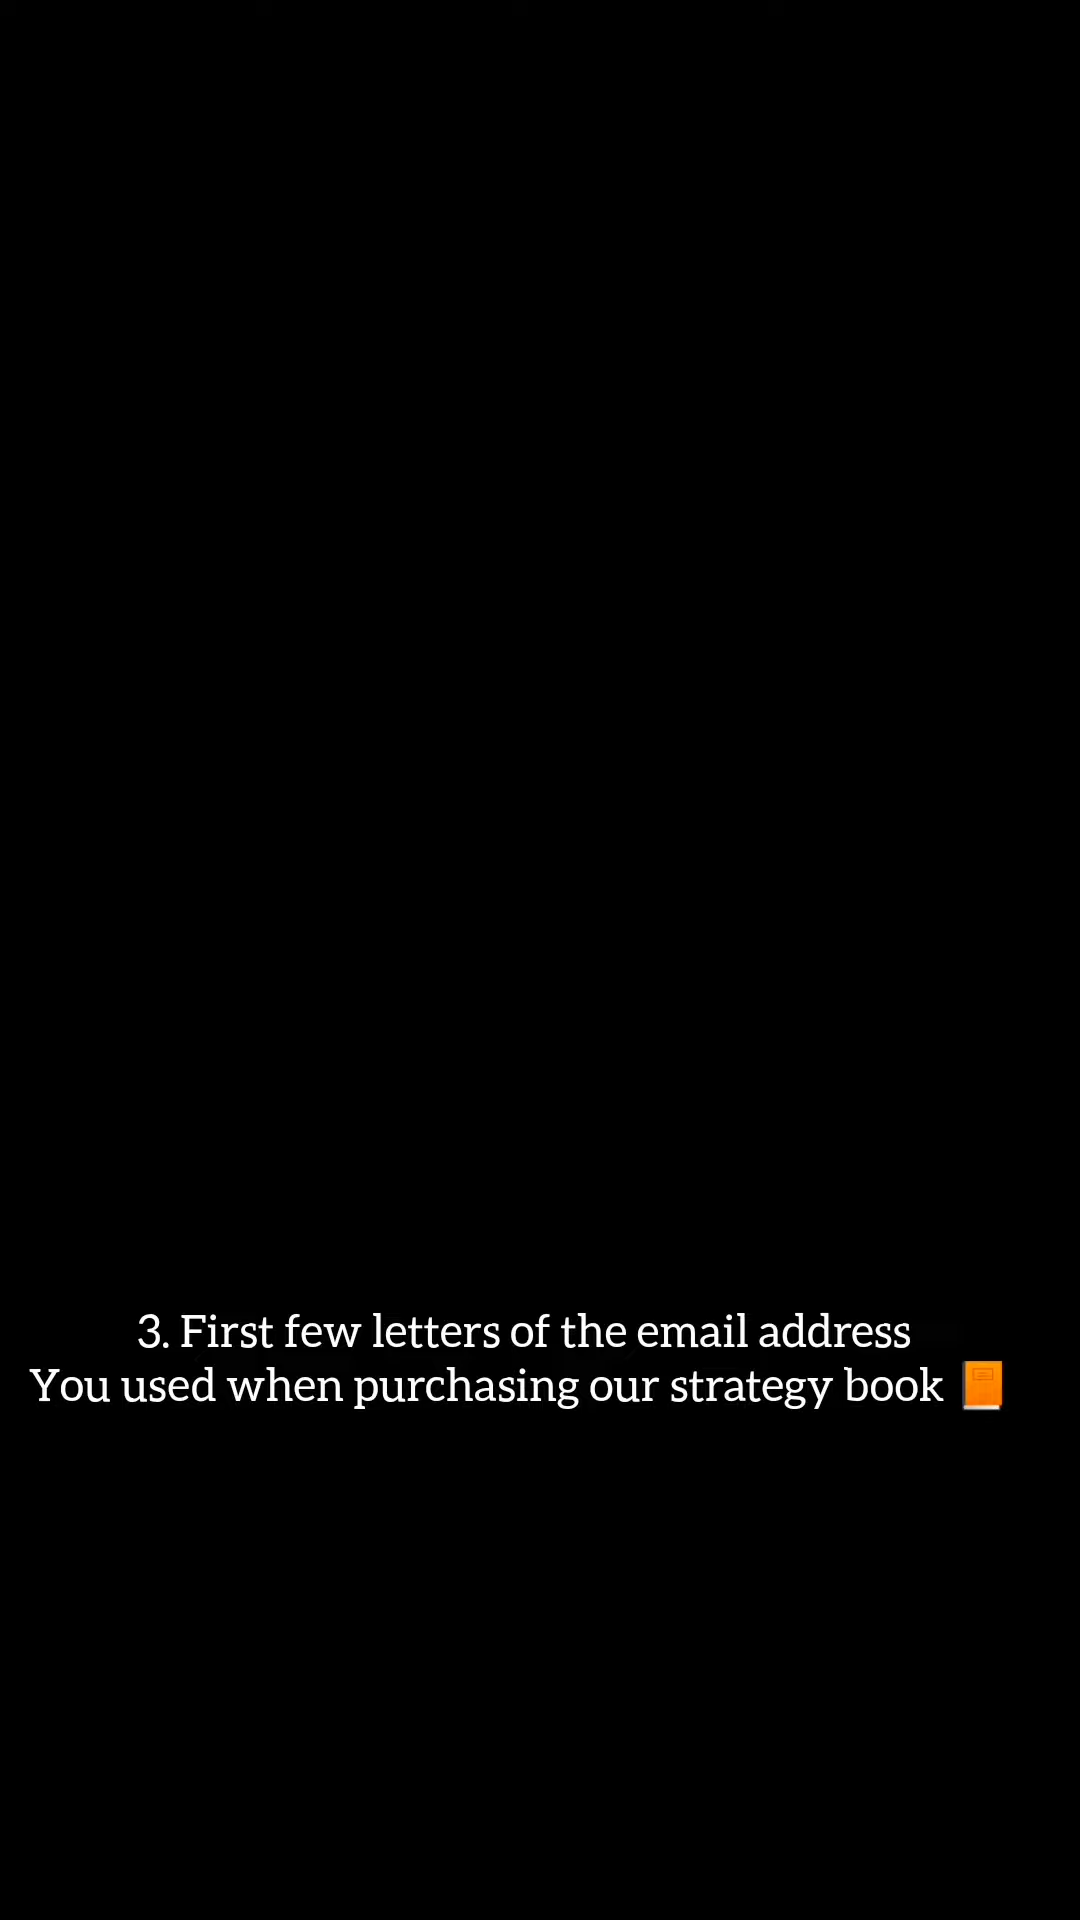 3. First few letters of the email address
You used when purchasing our strategy book 📙